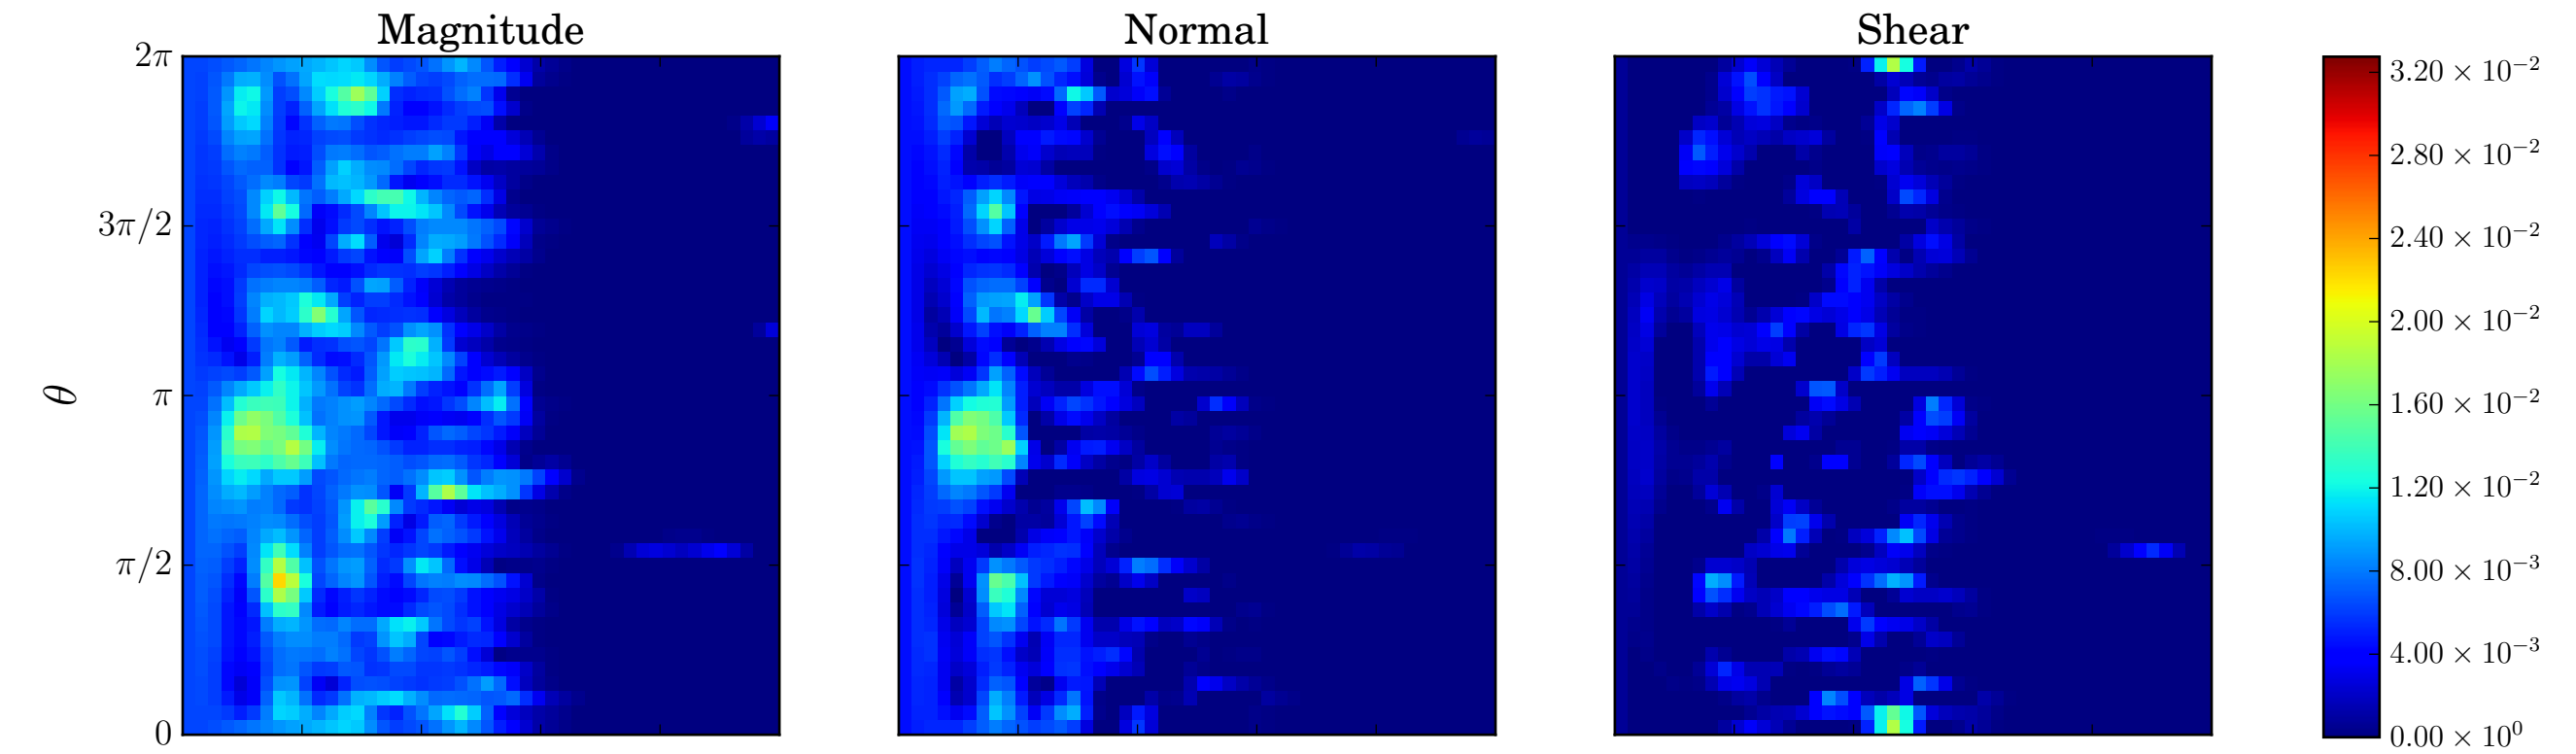 Magnitude
Normal
Shear
2π
3π/2
π
π/2
0
θ
3.20 × 10⁻²
2.80 × 10⁻²
2.40 × 10⁻²
2.00 × 10⁻²
1.60 × 10⁻²
1.20 × 10⁻²
8.00 × 10⁻³
4.00 × 10⁻³
0.00 × 10⁰